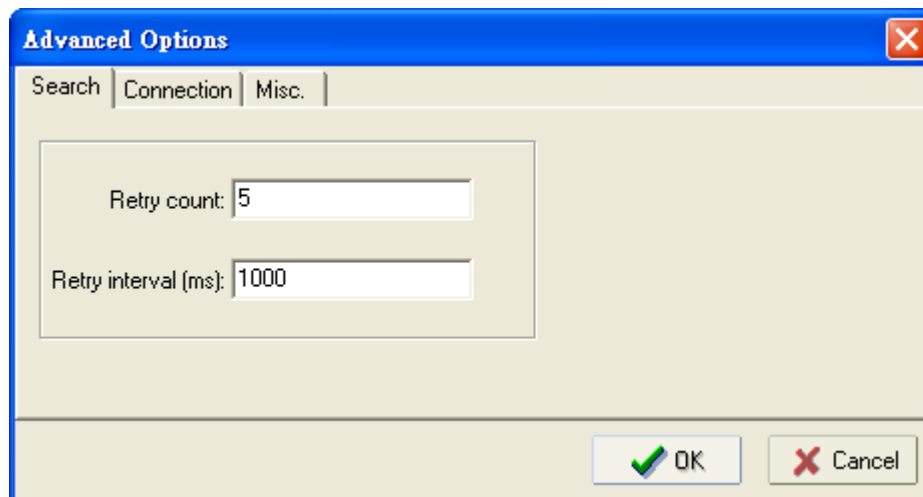 Advanced Options
Search Connection Misc.
Retry count: 5
Retry interval (ms): 1000
OK Cancel